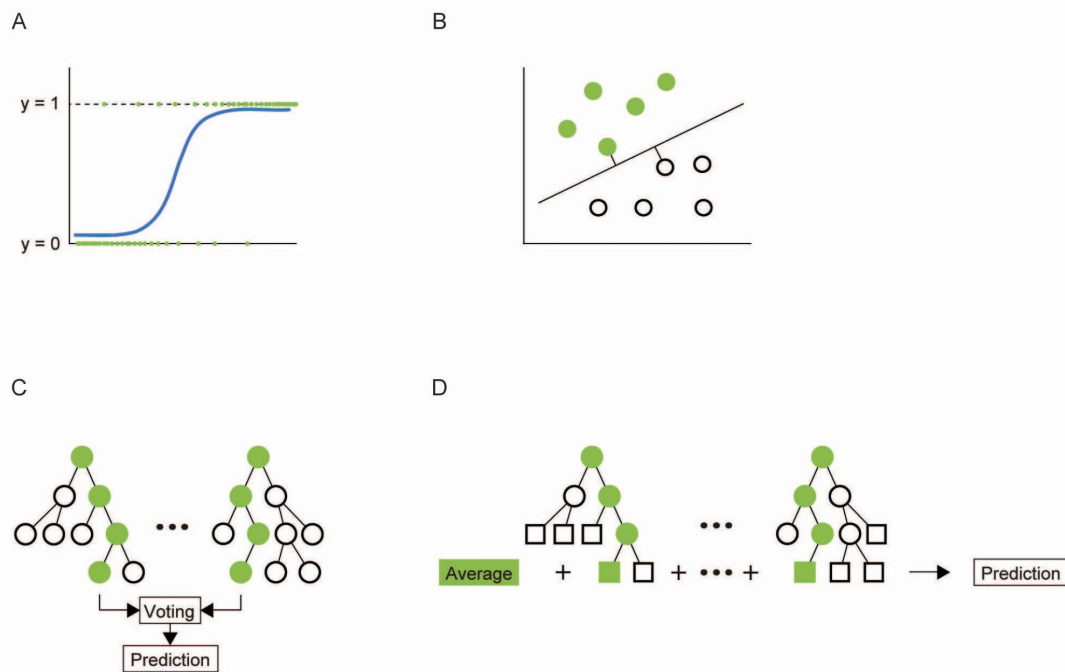 A
B
y = 1
y = 0
C
D
Average
+
+
+
Prediction
Voting
Prediction